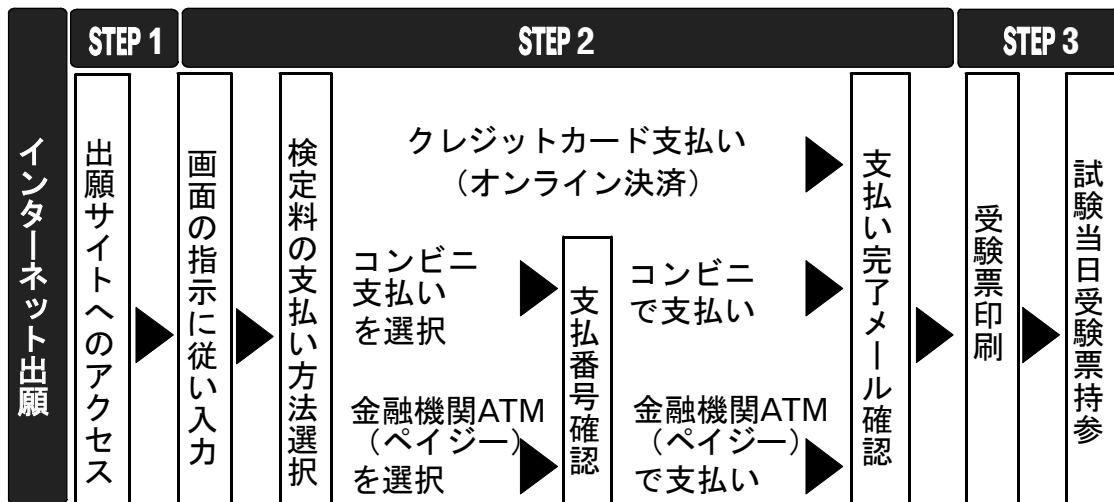 STEP 1
STEP 2
STEP 3
インターネット出願
出願サイトへのアクセス
画面の指示に従い入力
検定料の支払い方法選択
クレジットカード支払い
（オンライン決済）
コンビニ
支払い
を選択
金融機関ATM
（ペイジー）
を選択
支払番号確認
コンビニ
で支払い
金融機関ATM
（ペイジー）
で支払い
支払い完了メール確認
受験票印刷
試験当日受験票持参